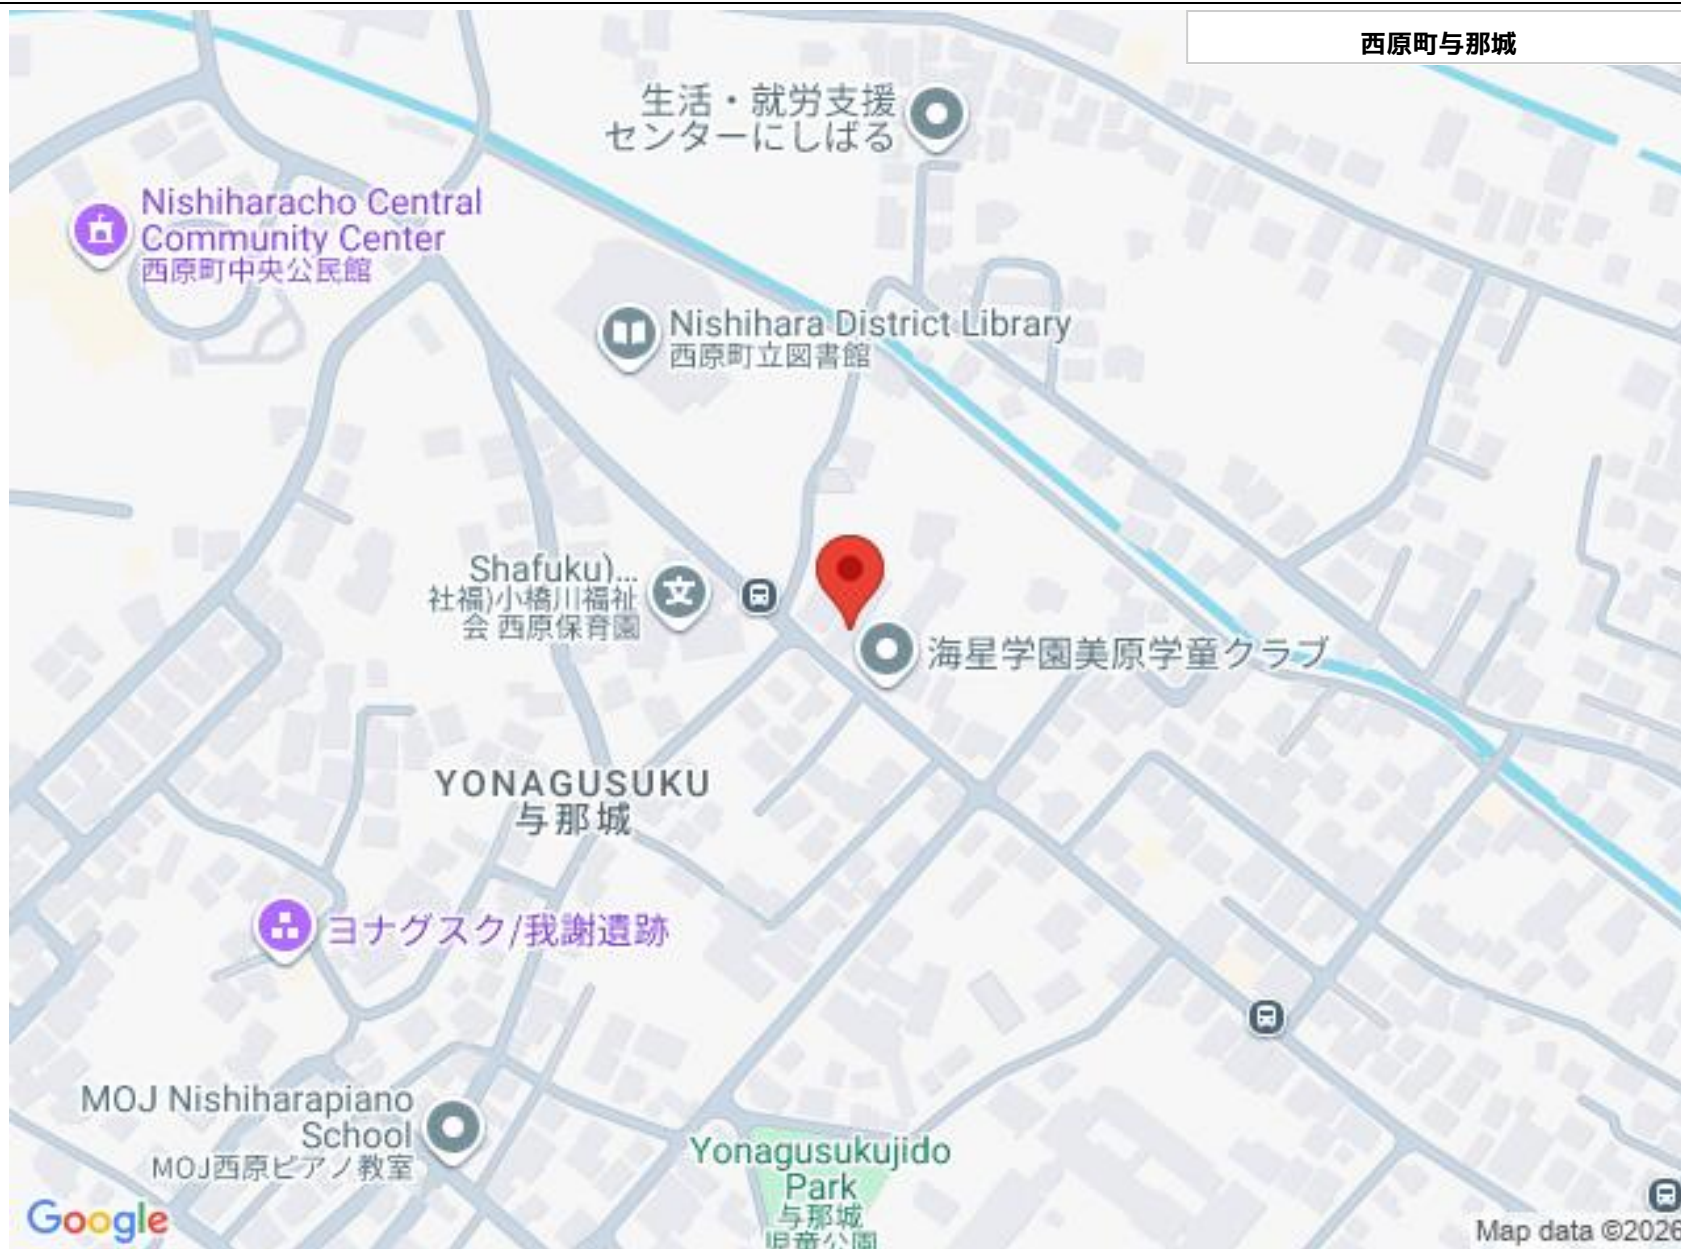 西原町与那城
生活・就労支援
センターにしばる
Nishiharacho Central
Community Center
西原町中央公民館
Nishihara District Library
西原町立図書館
Shafuku)...
社福)小橋川福祉
会 西原保育園
海星学園美原学童クラブ
YONAGUSUKU
与那城
ヨナグスク/我謝遺跡
MOJ Nishiharapiano
School
MOJ西原ピアノ教室
Yonagusukujido
Park
与那城
児童公園
Google
Map data ©2026